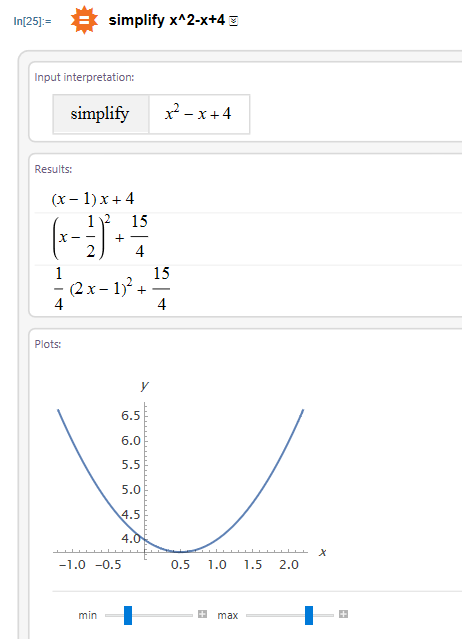 In[25]:= simplify x^2-x+4
Input interpretation:
simplify x² – x + 4
Results:
(x – 1) x + 4
(x – 1/2)² + 15/4
1/4 (2 x – 1)² + 15/4
Plots:
y
6.5
6.0
5.5
5.0
4.5
4.0
-1.0 -0.5 0.5 1.0 1.5 2.0 x
min max